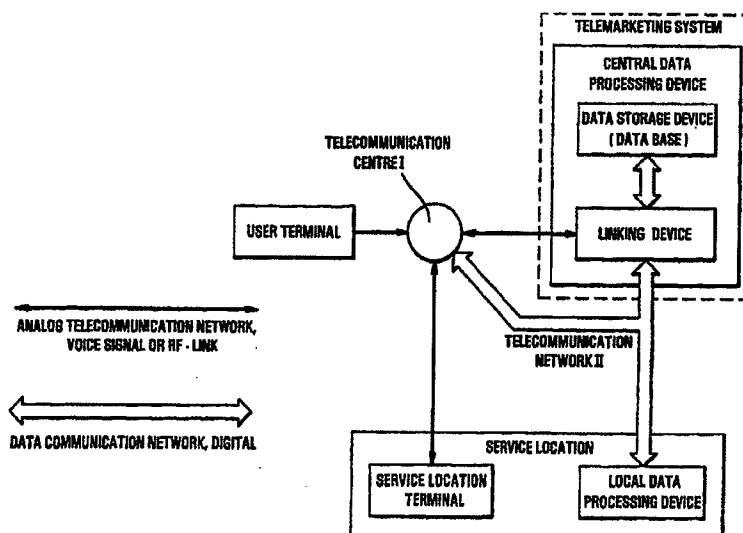 TELEMARKETING SYSTEM
CENTRAL DATA
PROCESSING DEVICE
DATA STORAGE DEVICE
( DATA BASE )
TELECOMMUNICATION
CENTRE I
USER TERMINAL
LINKING DEVICE
ANALOG TELECOMMUNICATION NETWORK,
VOICE SIGNAL OR RF - LINK
TELECOMMUNICATION
NETWORK II
DATA COMMUNICATION NETWORK, DIGITAL
SERVICE LOCATION
SERVICE LOCATION
TERMINAL
LOCAL DATA
PROCESSING DEVICE